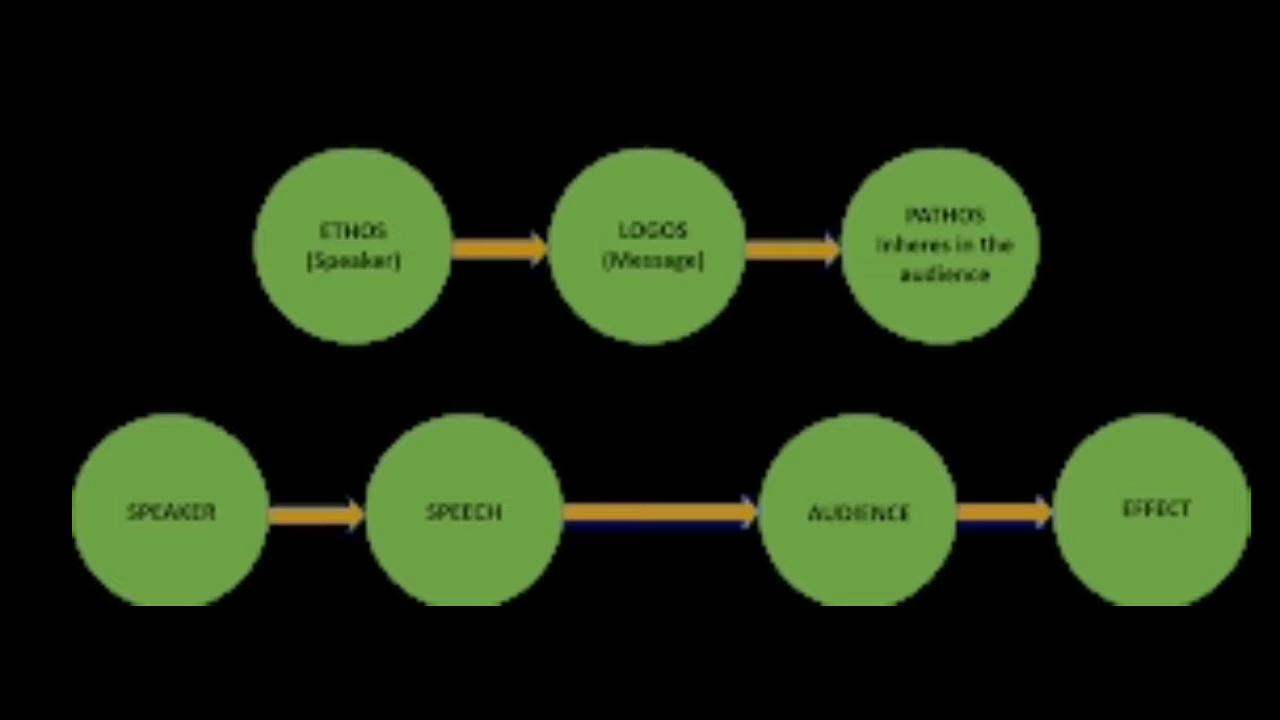 ETHOS
(Speaker)
LOGOS
(Message)
PATHOS
Inheres in the
audience
SPEAKER
SPEECH
AUDIENCE
EFFECT